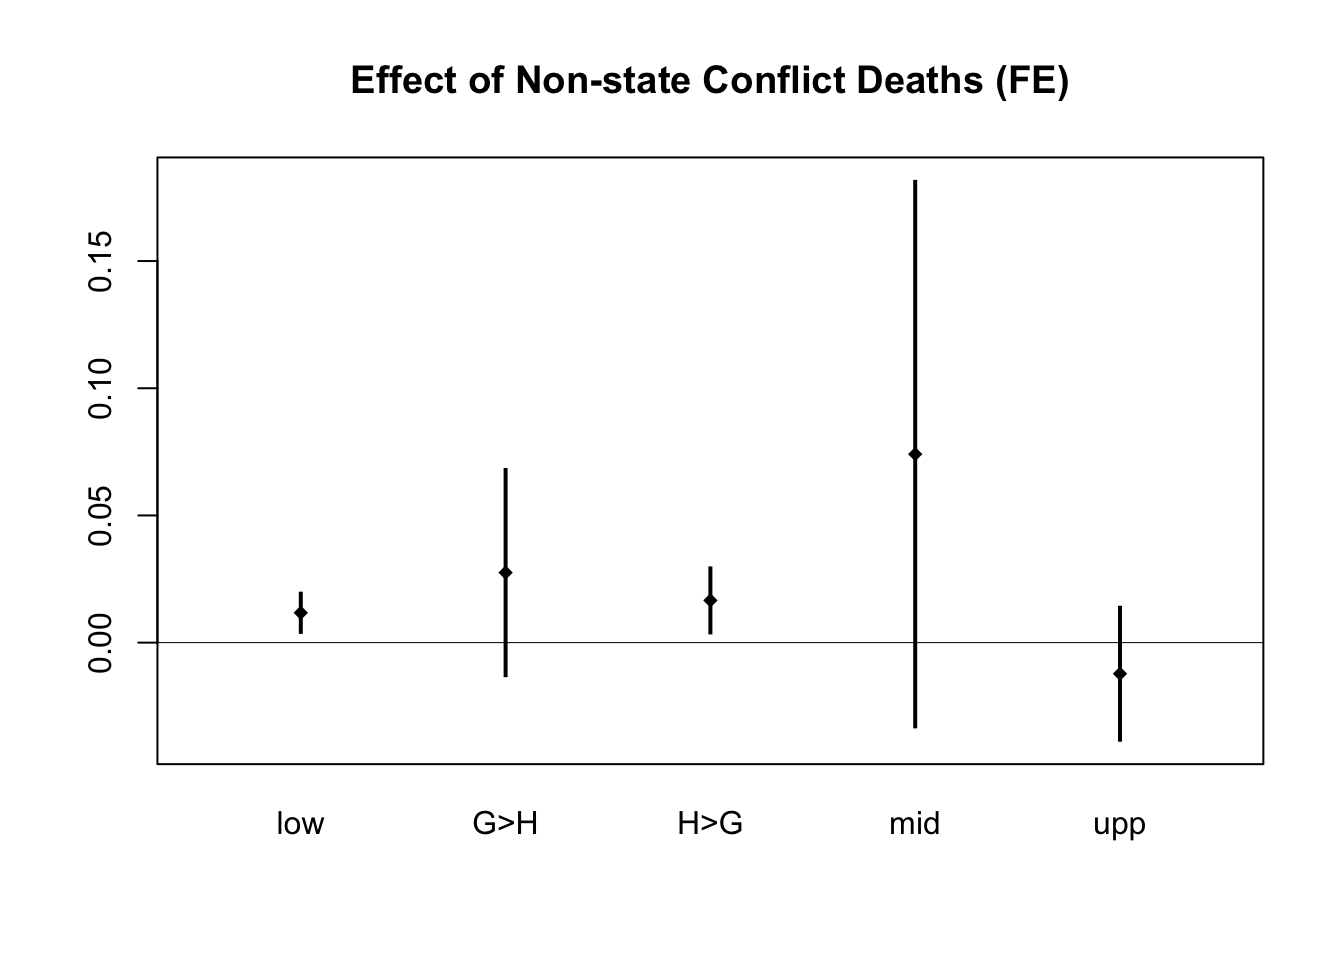 Effect of Non-state Conflict Deaths (FE)
0.15
0.10
0.05
0.00
low G>H H>G mid upp